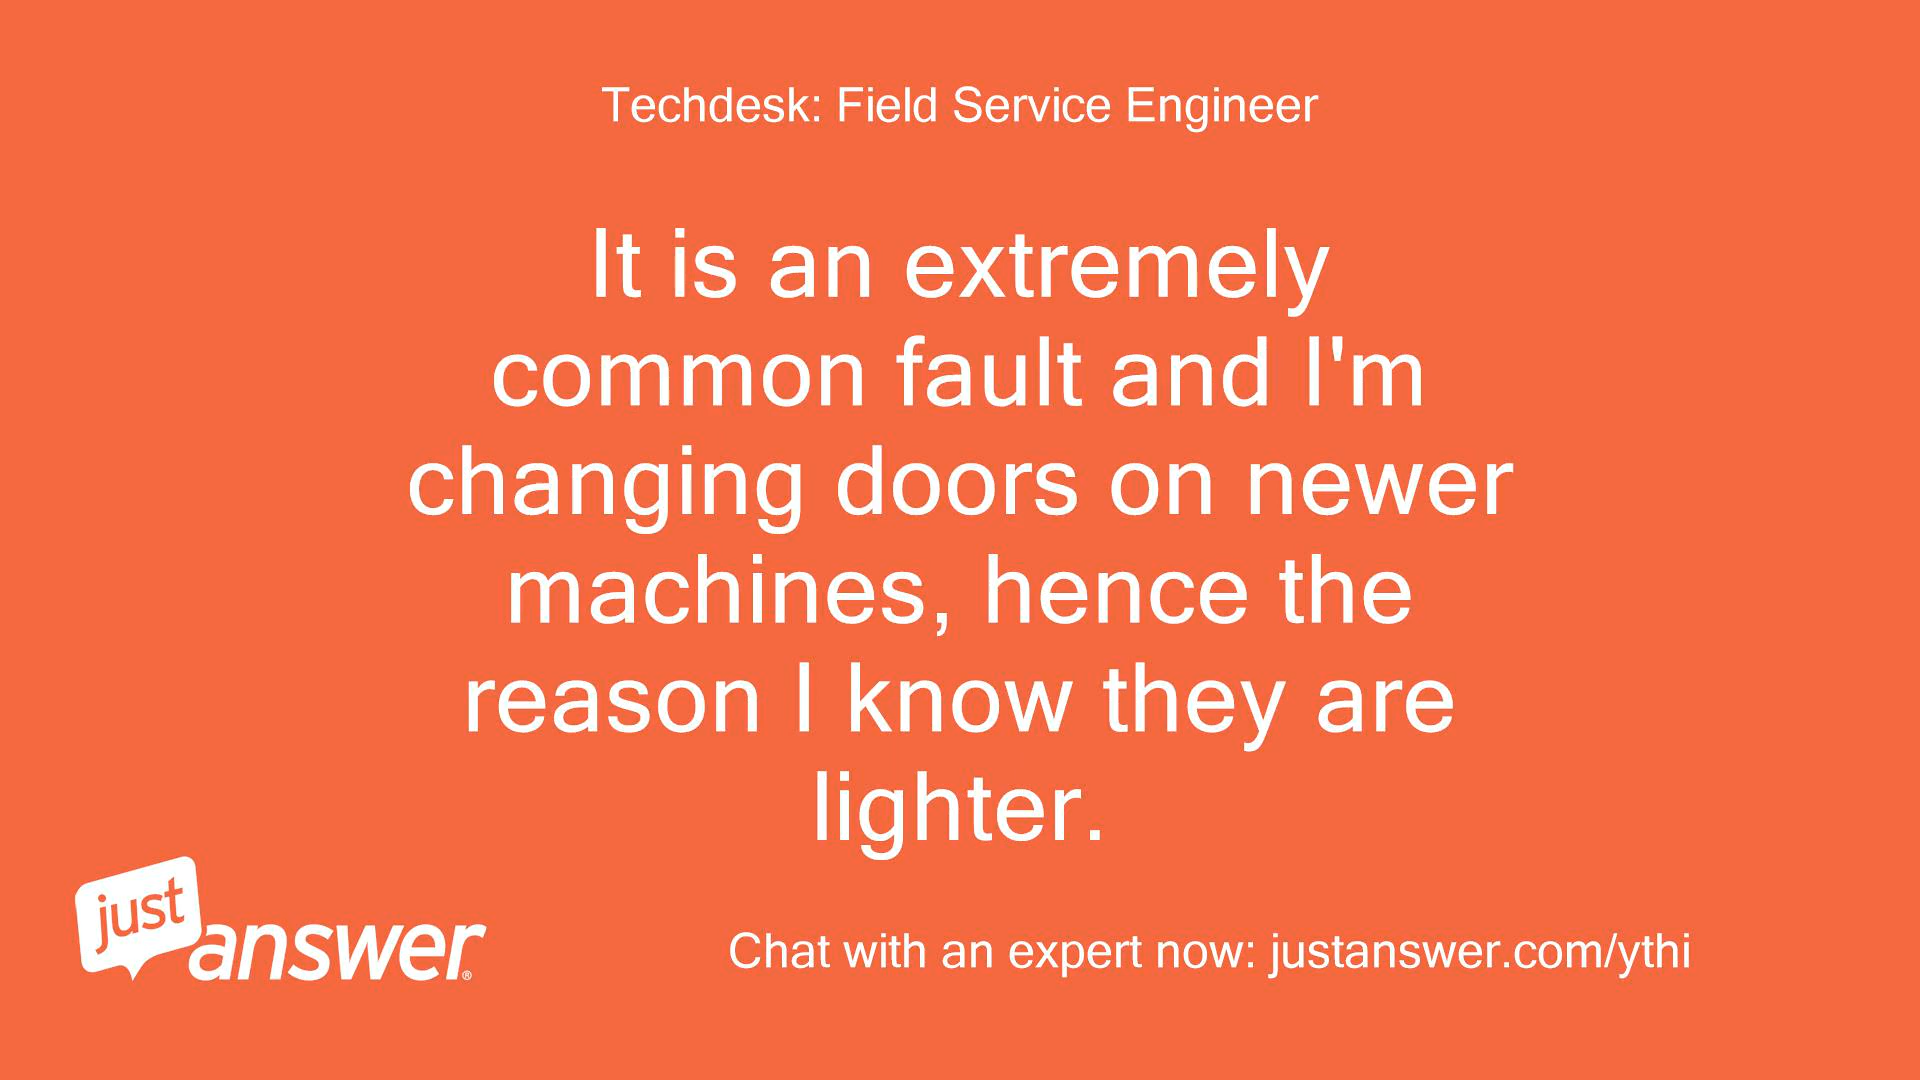 Techdesk: Field Service Engineer
It is an extremely
common fault and I'm
changing doors on newer
machines, hence the
reason I know they are
lighter.
just
answer®
Chat with an expert now: justanswer.com/ythi